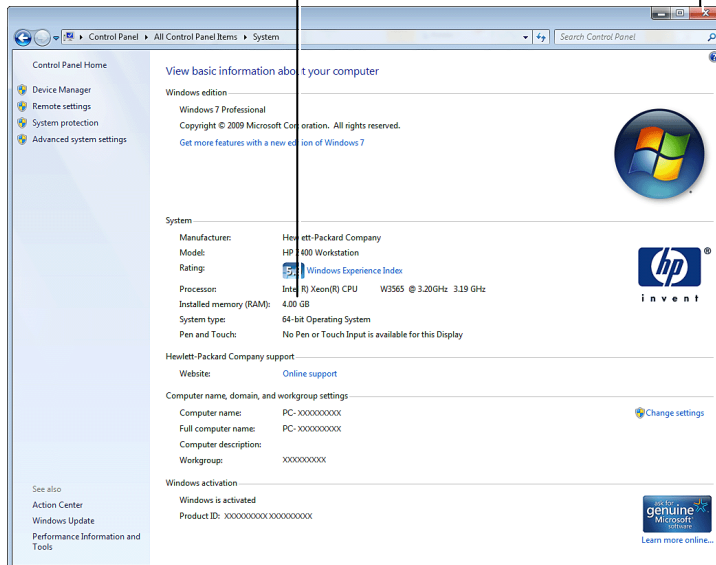 Control Panel ▸ All Control Panel Items ▸ System
Search Control Panel
Control Panel Home
Device Manager
Remote settings
System protection
Advanced system settings
View basic information about your computer
Windows edition
Windows 7 Professional
Copyright © 2009 Microsoft Corporation. All rights reserved.
Get more features with a new edition of Windows 7
System
Manufacturer: Hewlett-Packard Company
Model: HP 400 Workstation
Rating: Windows Experience Index
Processor: Intel(R) Xeon(R) CPU W3565 @ 3.20GHz 3.19 GHz
Installed memory (RAM): 4.00 GB
System type: 64-bit Operating System
Pen and Touch: No Pen or Touch Input is available for this Display
hp
invent
Hewlett-Packard Company support
Website: Online support
Computer name, domain, and workgroup settings
Computer name: PC- XXXXXXXXX
Change settings
Full computer name: PC- XXXXXXXXX
Computer description:
Workgroup: XXXXXXXXX
Windows activation
Windows is activated
Product ID: XXXXXXXXX XXXXXXXXX
ask for
genuine
Microsoft
software
Learn more online...
See also
Action Center
Windows Update
Performance Information and
Tools